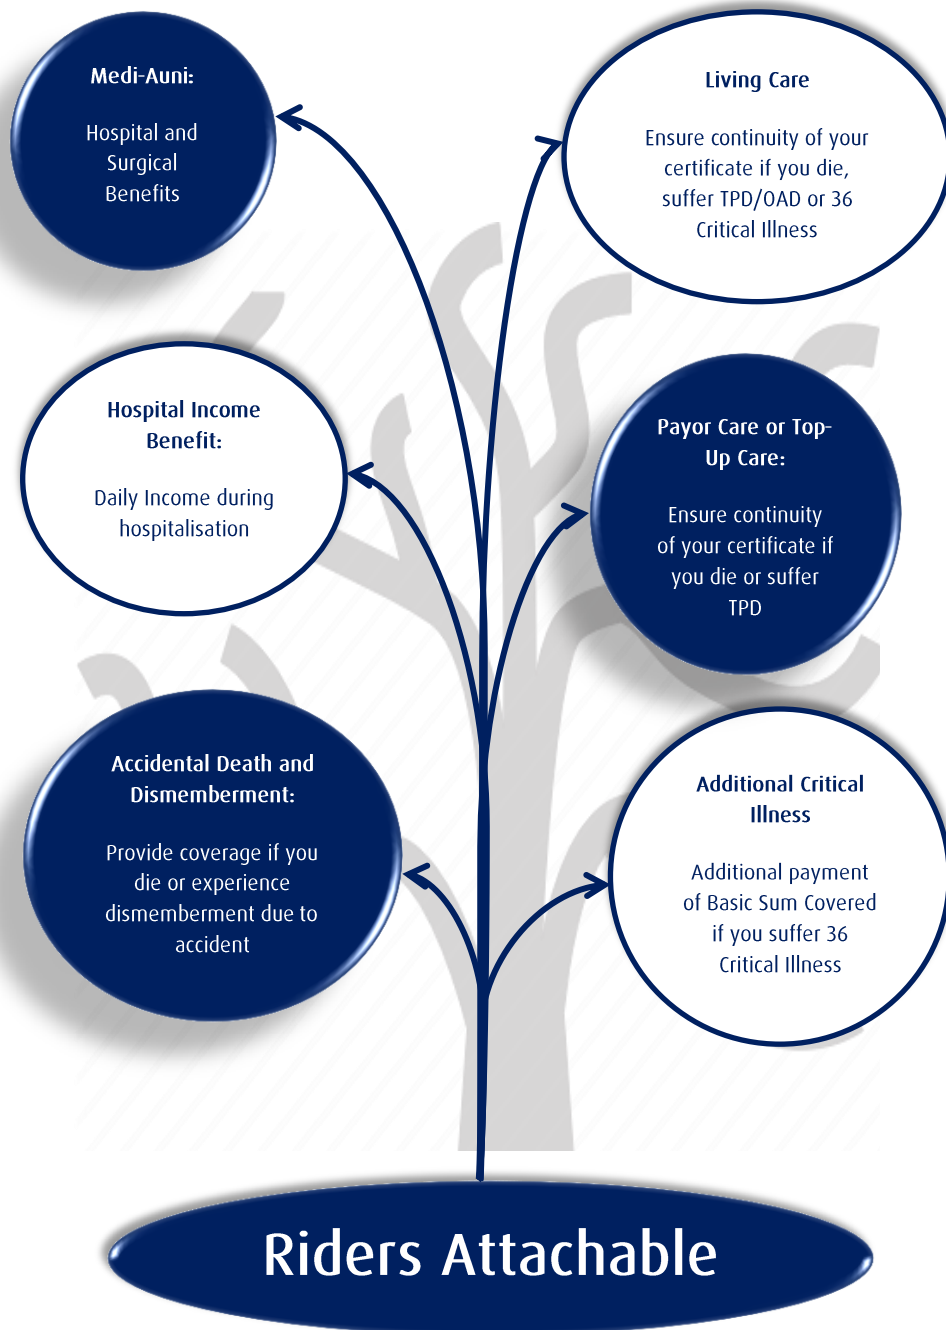 Medi-Auni:
Hospital and
Surgical
Benefits
Living Care
Ensure continuity of your
certificate if you die,
suffer TPD/OAD or 36
Critical Illness
Hospital Income
Benefit:
Daily Income during
hospitalisation
Payor Care or Top-
Up Care:
Ensure continuity
of your certificate if
you die or suffer
TPD
Accidental Death and
Dismemberment:
Provide coverage if you
die or experience
dismemberment due to
accident
Additional Critical
Illness
Additional payment
of Basic Sum Covered
if you suffer 36
Critical Illness
Riders Attachable